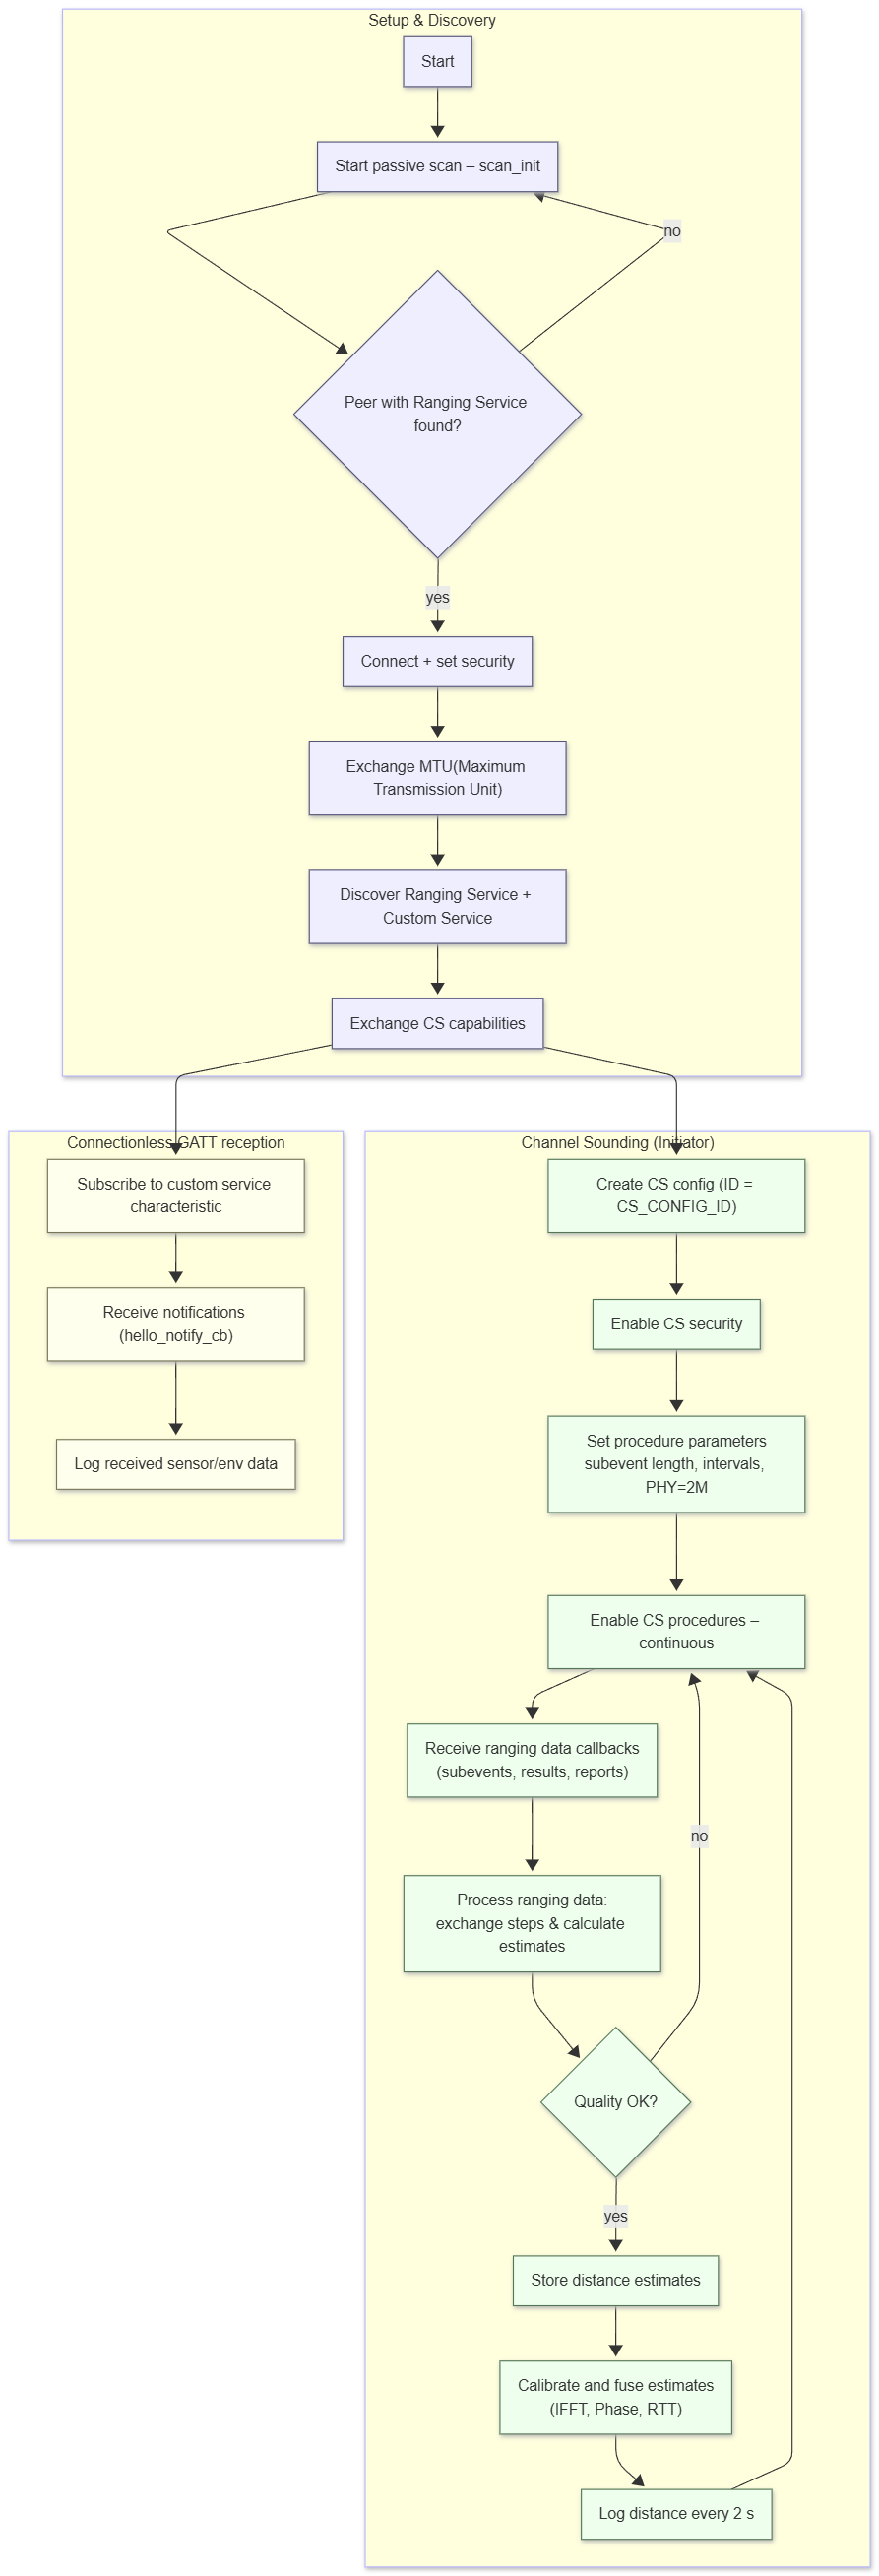 Setup & Discovery
Start
Start passive scan – scan_init
no
Peer with Ranging Service
found?
yes
Connect + set security
Exchange MTU(Maximum
Transmission Unit)
Discover Ranging Service +
Custom Service
Exchange CS capabilities
Connectionless GATT reception
Subscribe to custom service
characteristic
Receive notifications
(hello_notify_cb)
Log received sensor/env data
Channel Sounding (Initiator)
Create CS config (ID =
CS_CONFIG_ID)
Enable CS security
Set procedure parameters
subevent length, intervals,
PHY=2M
Enable CS procedures –
continuous
Receive ranging data callbacks
(subevents, results, reports)
no
Process ranging data:
exchange steps & calculate
estimates
Quality OK?
yes
Store distance estimates
Calibrate and fuse estimates
(IFFT, Phase, RTT)
Log distance every 2 s